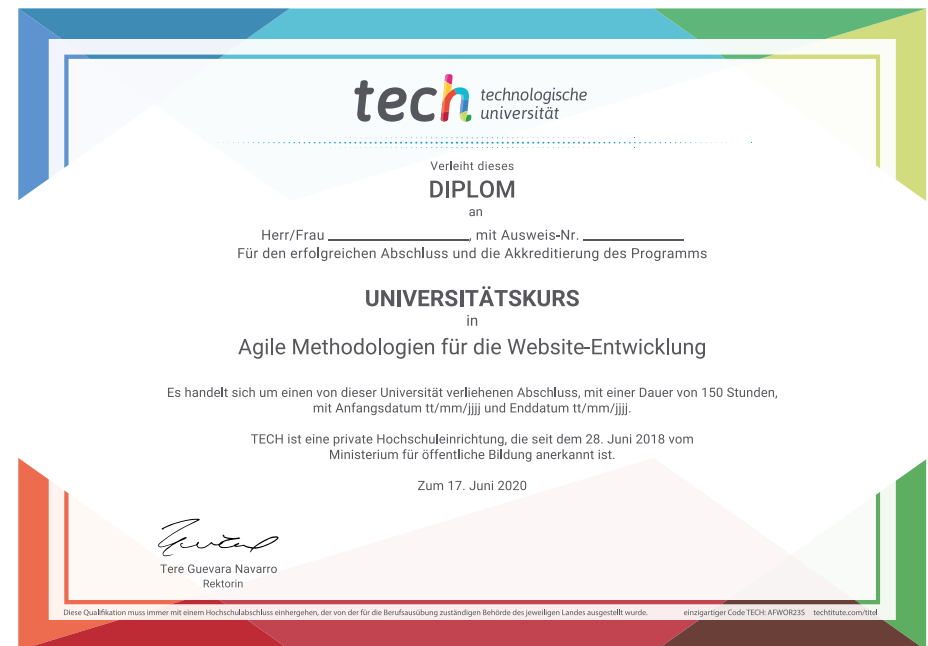 tech technologische
universität
Verleiht dieses
DIPLOM
an
Herr/Frau ____________________, mit Ausweis-Nr. ______________
Für den erfolgreichen Abschluss und die Akkreditierung des Programms
UNIVERSITÄTSKURS
in
Agile Methodologien für die Website-Entwicklung
Es handelt sich um einen von dieser Universität verliehenen Abschluss, mit einer Dauer von 150 Stunden,
mit Anfangsdatum tt/mm/jjjj und Enddatum tt/mm/jjjj.
TECH ist eine private Hochschuleinrichtung, die seit dem 28. Juni 2018 vom
Ministerium für öffentliche Bildung anerkannt ist.
Zum 17. Juni 2020
Tere Guevara Navarro
Rektorin
Diese Qualifikation muss immer mit einem Hochschulabschluss einhergehen, der von der für die Berufsausübung zuständigen Behörde des jeweiligen Landes ausgestellt wurde. einzigartiger Code TECH: AFWOR23S techtitute.com/titel